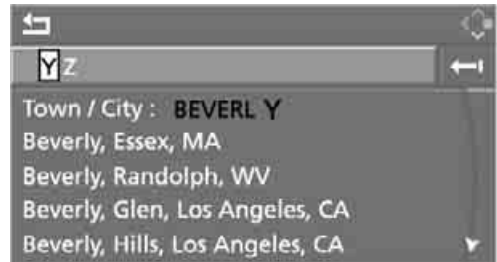 Y Z
Town / City : BEVERL Y
Beverly, Essex, MA
Beverly, Randolph, WV
Beverly, Glen, Los Angeles, CA
Beverly, Hills, Los Angeles, CA